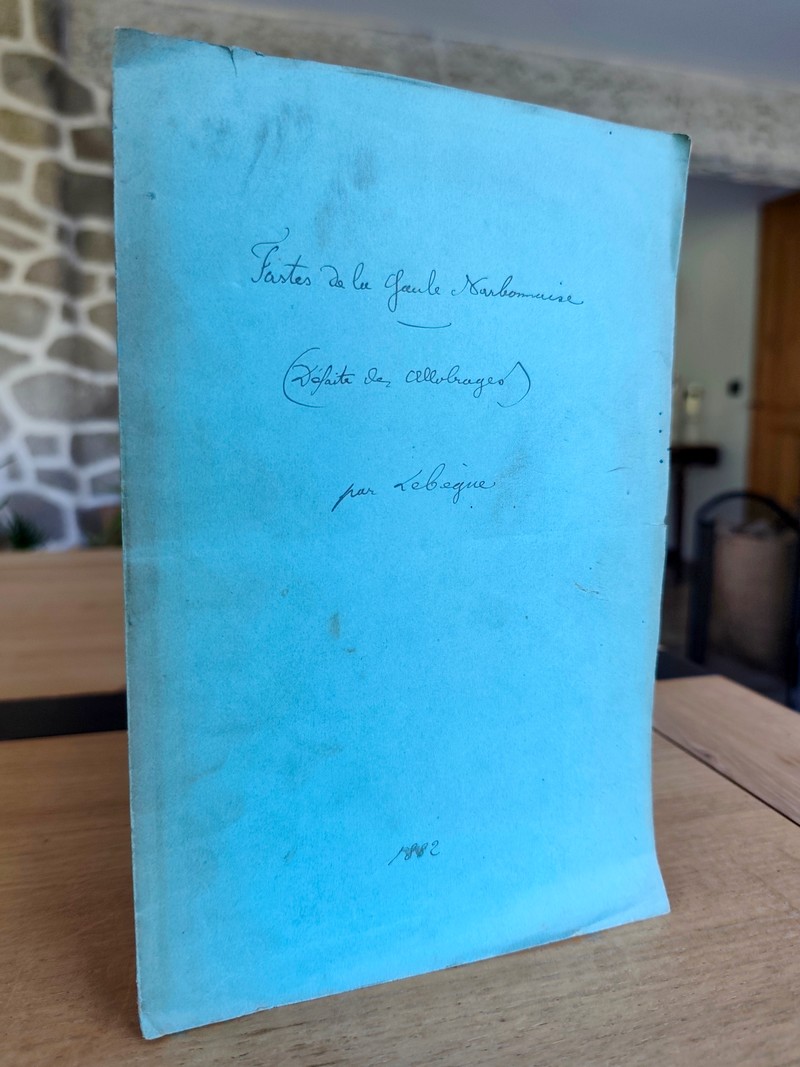 Fastes de la Gaule Narbonnaise
(Défaite des Allobroges)
par Lebègue
1882